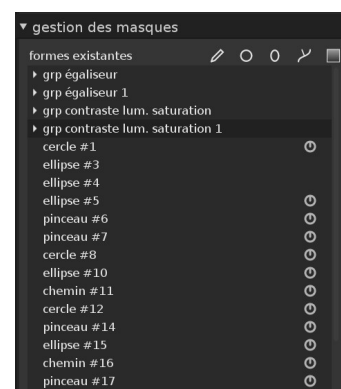 gestion des masques
formes existantes
grp égaliseur
grp égaliseur 1
grp contraste lum. saturation
grp contraste lum. saturation 1
cercle #1
ellipse #3
ellipse #4
ellipse #5
pinceau #6
pinceau #7
cercle #8
ellipse #10
chemin #11
cercle #12
pinceau #14
ellipse #15
chemin #16
pinceau #17